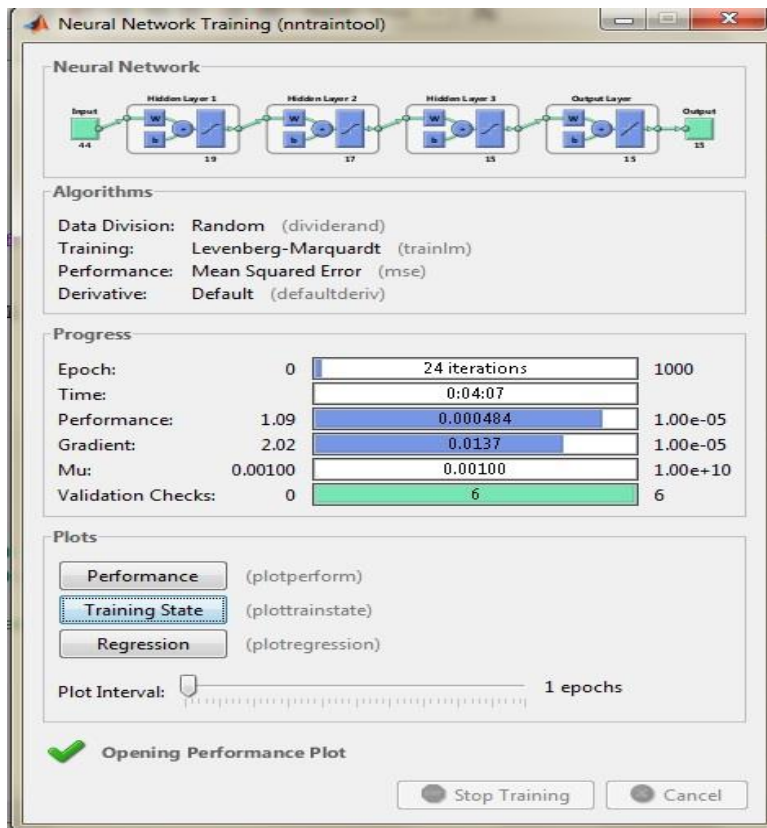 Neural Network Training (nntraintool)
Neural Network
Hidden Layer 1 Hidden Layer 2 Hidden Layer 3 Output Layer
Input Output
W W W W
b b b b
44 19 17 15 15 15
Algorithms
Data Division: Random (dividerand)
Training: Levenberg-Marquardt (trainlm)
Performance: Mean Squared Error (mse)
Derivative: Default (defaultderiv)
Progress
Epoch: 0 24 iterations 1000
Time: 0:04:07
Performance: 1.09 0.000484 1.00e-05
Gradient: 2.02 0.0137 1.00e-05
Mu: 0.00100 0.00100 1.00e+10
Validation Checks: 0 6 6
Plots
Performance (plotperform)
Training State (plottrainstate)
Regression (plotregression)
Plot Interval: 1 epochs
Opening Performance Plot
Stop Training Cancel